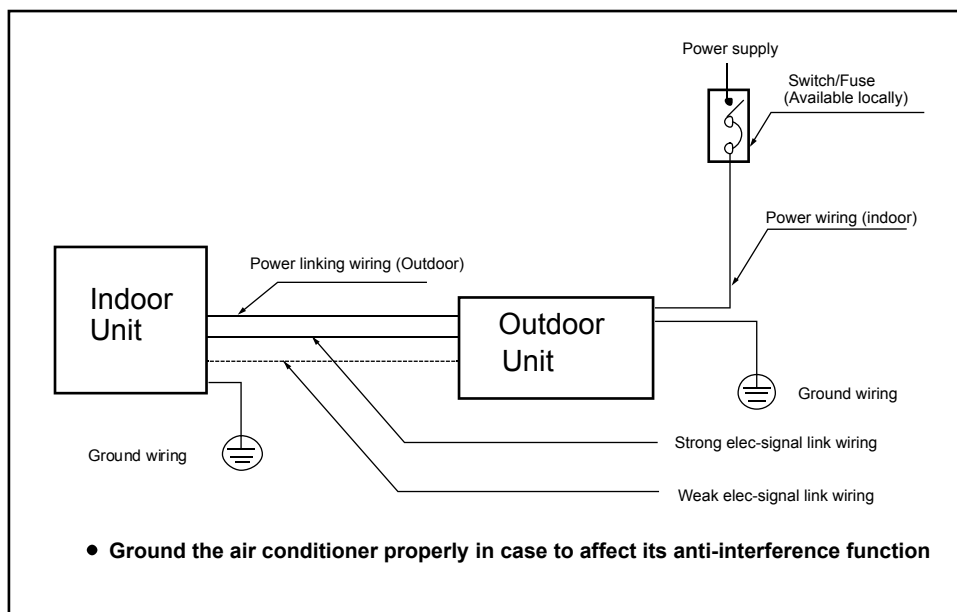 Power supply
Switch/Fuse
(Available locally)
Power wiring (indoor)
Power linking wiring (Outdoor)
Indoor
Unit
Outdoor
Unit
Ground wiring
Ground wiring
Strong elec-signal link wiring
Weak elec-signal link wiring
● Ground the air conditioner properly in case to affect its anti-interference function